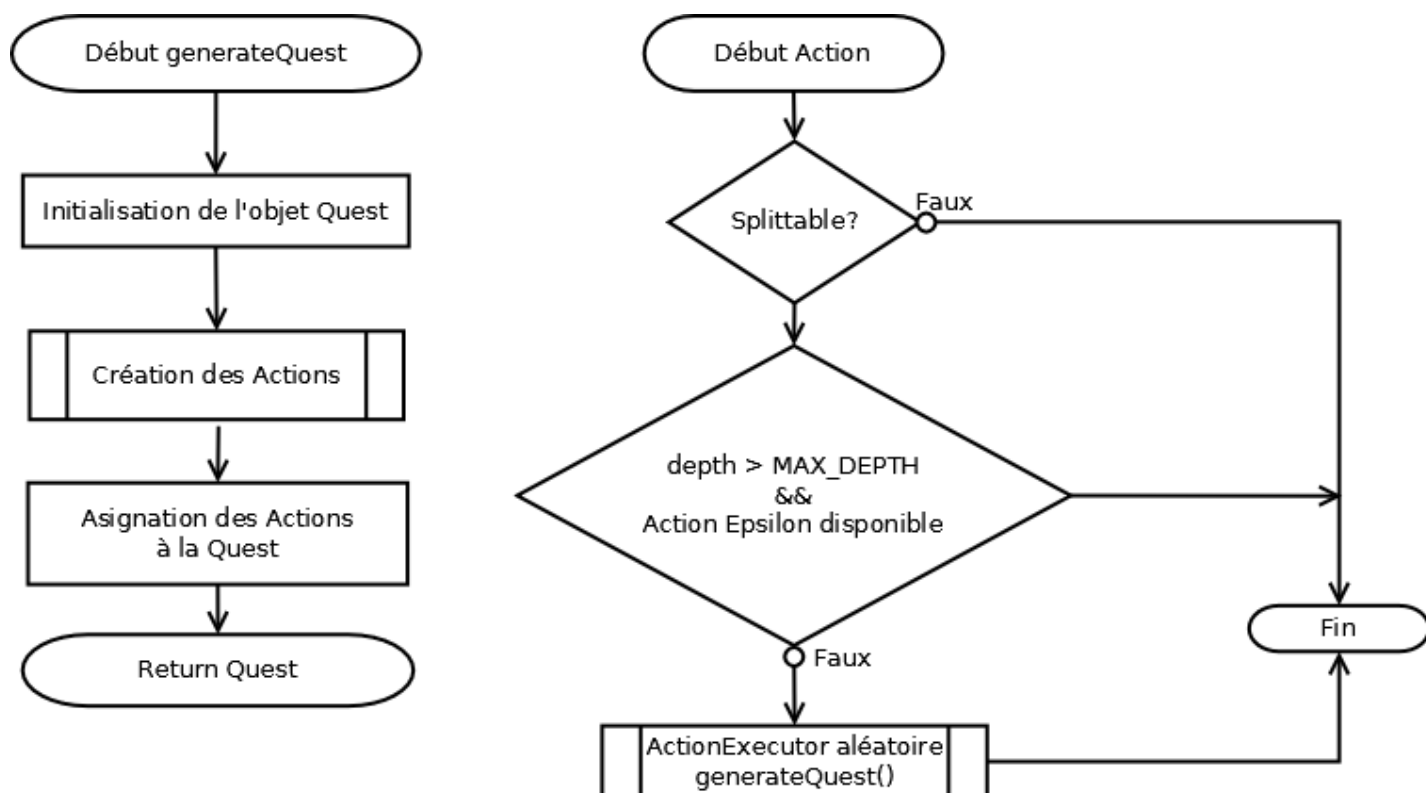 Début generateQuest
Initialisation de l'objet Quest
Création des Actions
Asignation des Actions
à la Quest
Return Quest
Début Action
Splittable?
Faux
depth > MAX_DEPTH
&&
Action Epsilon disponible
Faux
ActionExecutor aléatoire
generateQuest()
Fin